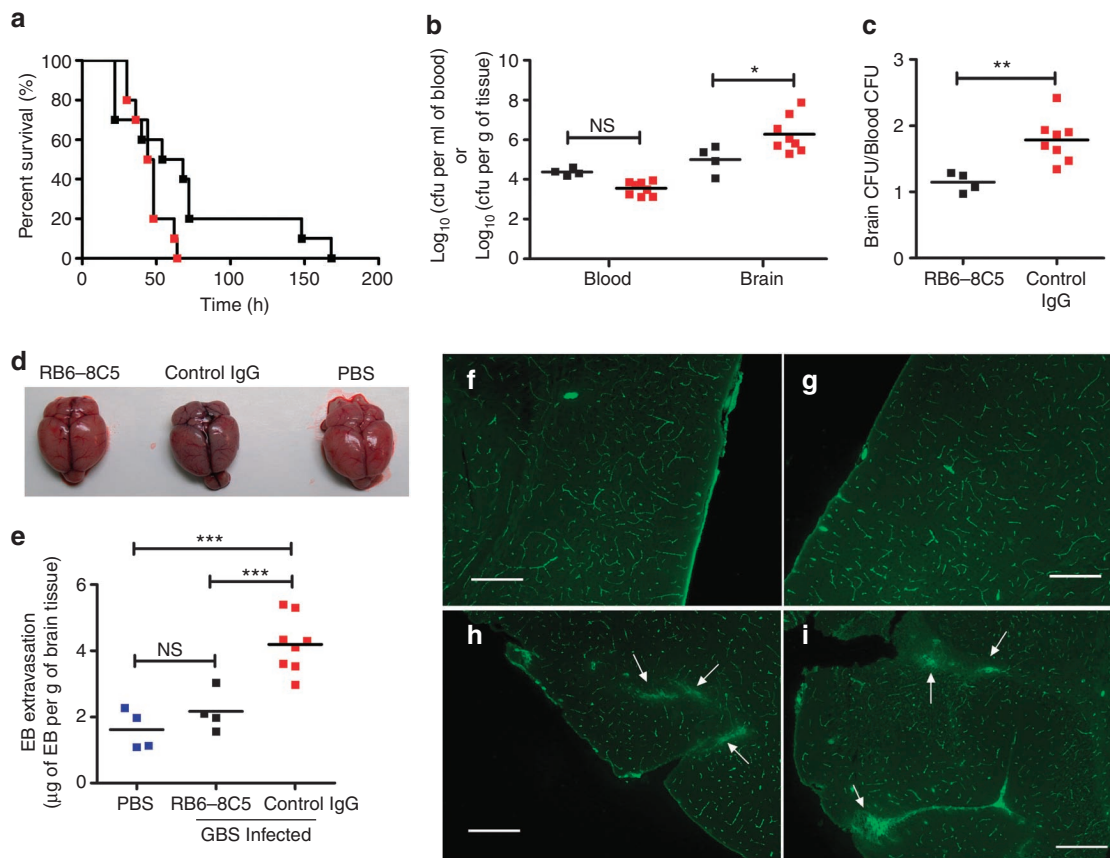 a
Percent survival (%)
100
80
60
40
20
0
0 50 100 150 200
Time (h)
b
Log10 (cfu per ml of blood)
or
Log10 (cfu per g of tissue)
10
8
6
4
2
0
NS
*
Blood Brain
c
Brain CFU/Blood CFU
3
2
1
0
**
RB6–8C5 Control
IgG
d
RB6–8C5 Control IgG PBS
e
EB extravasation
(µg of EB per g of brain tissue)
6
4
2
0
***
***
NS
PBS RB6–8C5 Control IgG
GBS Infected
f
g
h
i